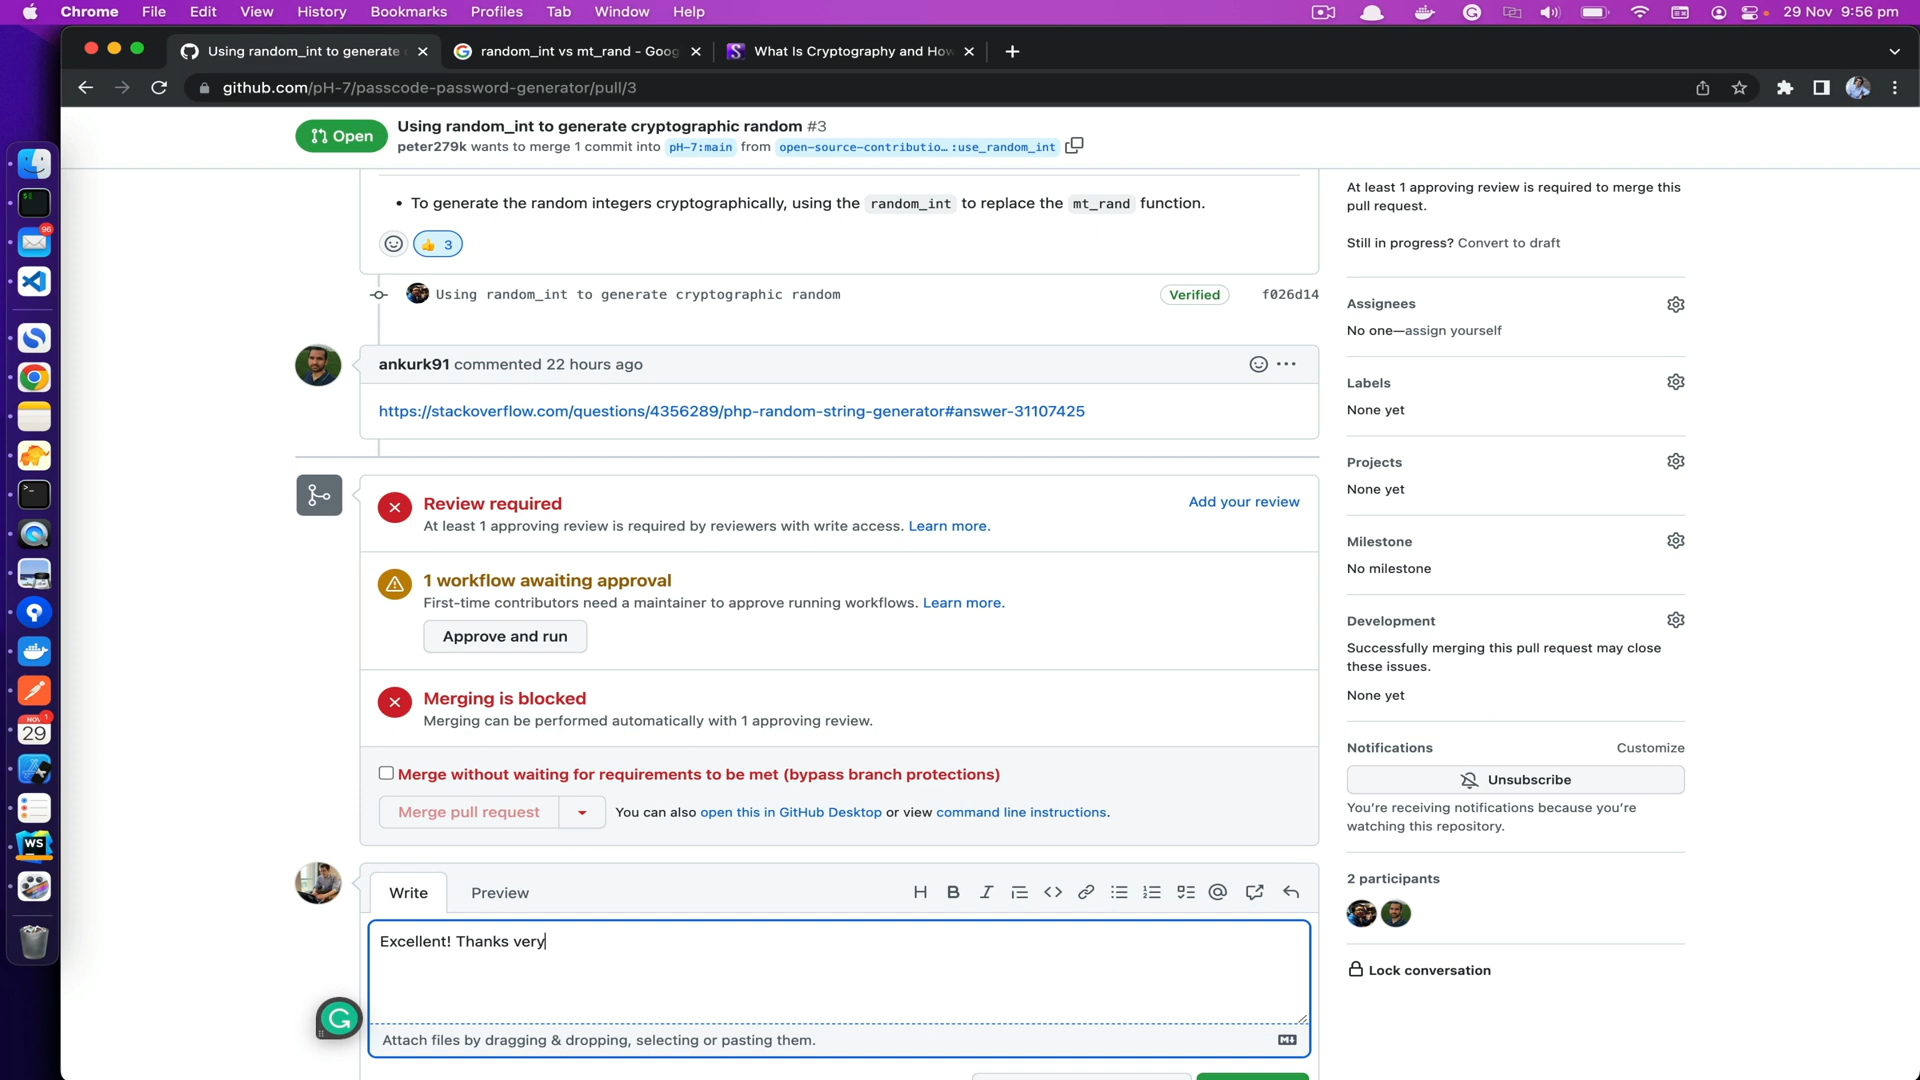 Chrome File Edit View History Bookmarks Profiles Tab Window Help
29 Nov 9:56 pm
Using random_int to generate
random_int vs mt_rand - Goog
What Is Cryptography and How
github.com/pH-7/passcode-password-generator/pull/3
Open
Using random_int to generate cryptographic random #3
peter279k wants to merge 1 commit into pH-7:main from open-source-contributio…:use_random_int
• To generate the random integers cryptographically, using the random_int to replace the mt_rand function.
👍 3
Using random_int to generate cryptographic random
Verified
f026d14
ankurk91 commented 22 hours ago
https://stackoverflow.com/questions/4356289/php-random-string-generator#answer-31107425
Review required
Add your review
At least 1 approving review is required by reviewers with write access. Learn more.
1 workflow awaiting approval
First-time contributors need a maintainer to approve running workflows. Learn more.
Approve and run
Merging is blocked
Merging can be performed automatically with 1 approving review.
Merge without waiting for requirements to be met (bypass branch protections)
Merge pull request
You can also open this in GitHub Desktop or view command line instructions.
Write
Preview
Excellent! Thanks very
Attach files by dragging & dropping, selecting or pasting them.
At least 1 approving review is required to merge this
pull request.
Still in progress? Convert to draft
Assignees
No one—assign yourself
Labels
None yet
Projects
None yet
Milestone
No milestone
Development
Successfully merging this pull request may close
these issues.
None yet
Notifications
Customize
Unsubscribe
You're receiving notifications because you're
watching this repository.
2 participants
Lock conversation
96
NOV
1
29
WS